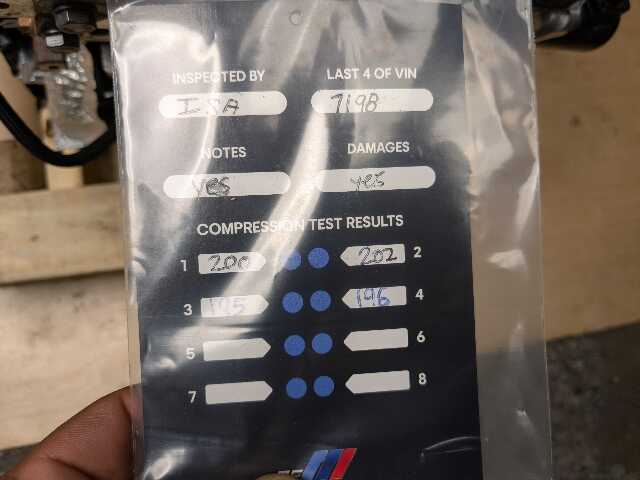 INSPECTED BY LAST 4 OF VIN
ISA 7198
NOTES DAMAGES
yes yes
COMPRESSION TEST RESULTS
1 200 202 2
3 195 196 4
5 6
7 8